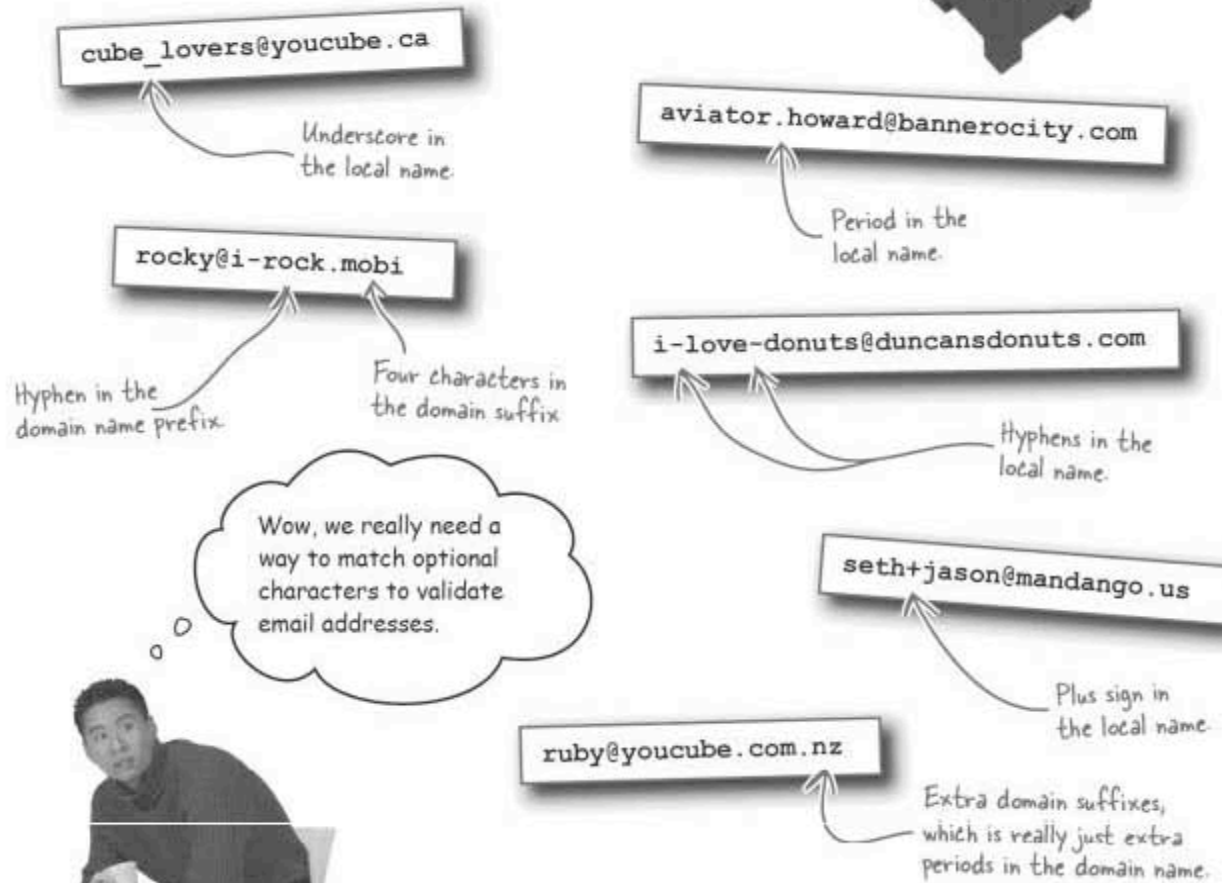 cube_lovers@youcube.ca
Underscore in
the local name.
aviator.howard@bannerocity.com
Period in the
local name.
rocky@i-rock.mobi
Hyphen in the
domain name prefix.
Four characters in
the domain suffix
i-love-donuts@duncansdonuts.com
Hyphens in the
local name.
Wow, we really need a
way to match optional
characters to validate
email addresses.
seth+jason@mandango.us
Plus sign in
the local name.
ruby@youcube.com.nz
Extra domain suffixes,
which is really just extra
periods in the domain name.